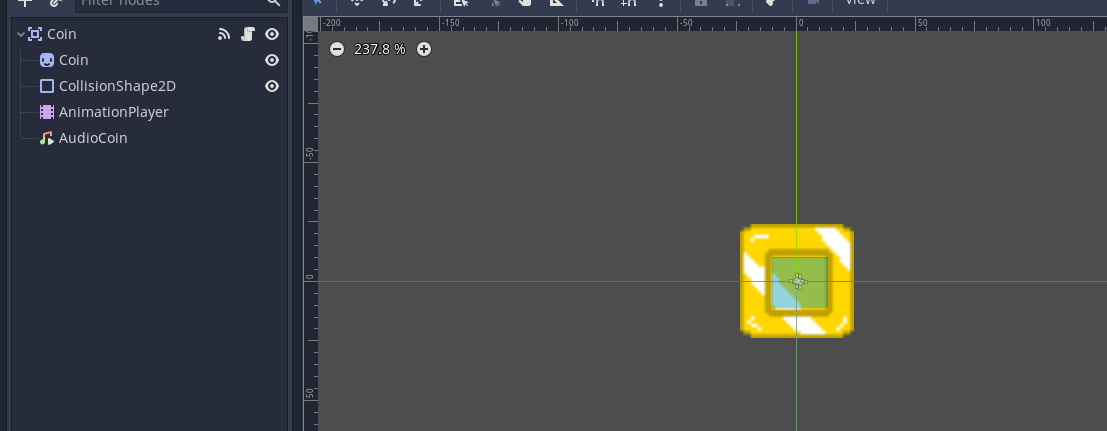 Filter nodes
View
Coin
Coin
CollisionShape2D
AnimationPlayer
AudioCoin
-200 -150 -100 -50 0 50 100
237.8 %
-50
0
50